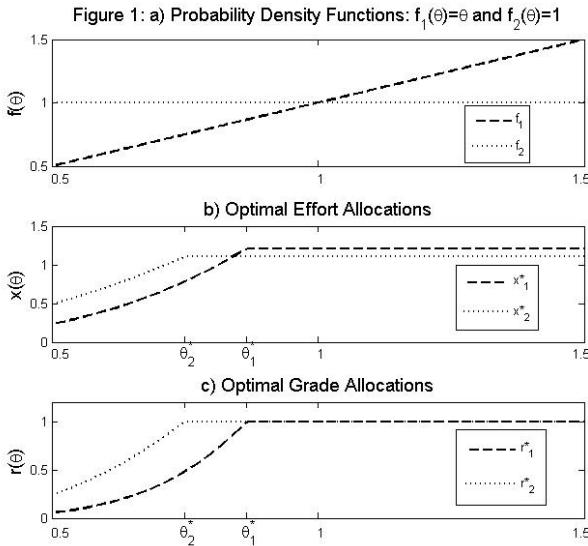 Figure 1: a) Probability Density Functions: f₁(θ)=θ and f₂(θ)=1
1.5
1
0.5
f(θ)
f₁
f₂
0.5
1
1.5
b) Optimal Effort Allocations
1.5
1
0.5
0
x(θ)
x*₁
x*₂
0.5
θ*₂
θ*₁
1
1.5
c) Optimal Grade Allocations
1
0.5
0
r(θ)
r*₁
r*₂
0.5
θ*₂
θ*₁
1
1.5